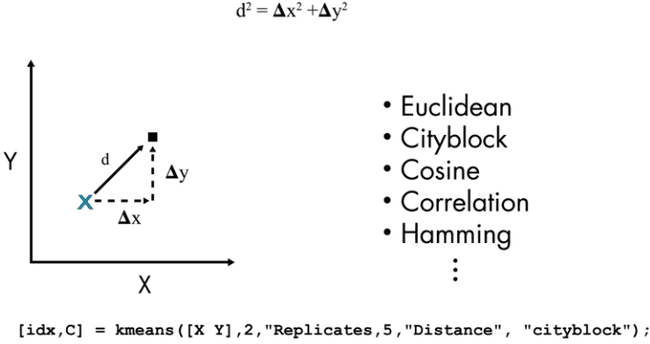 d² = Δx² +Δy²
Y
d
Δy
X
Δx
X
• Euclidean
• Cityblock
• Cosine
• Correlation
• Hamming
⋮
[idx,C] = kmeans([X Y],2,"Replicates,5,"Distance", "cityblock");